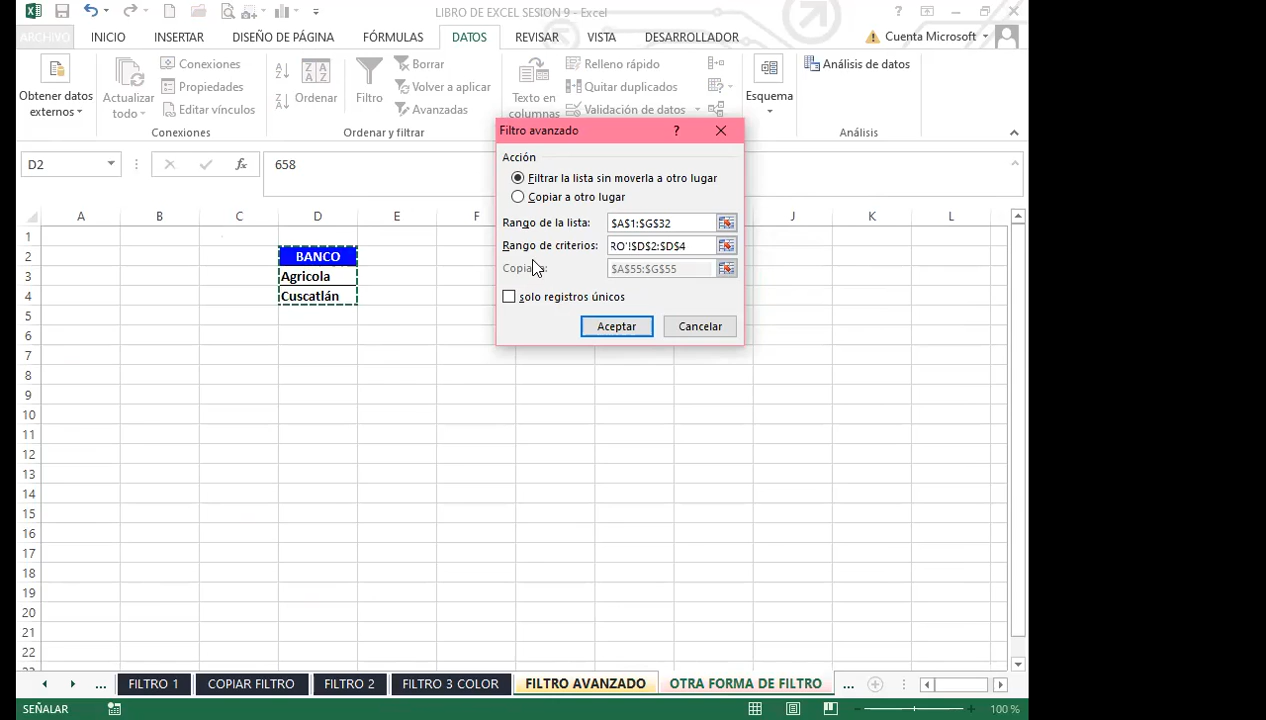 LIBRO DE EXCEL SESION 9 - Excel
ARCHIVO INICIO INSERTAR DISEÑO DE PÁGINA FÓRMULAS DATOS REVISAR VISTA DESARROLLADOR Cuenta Microsoft
Obtener datos externos
Actualizar todo
Conexiones
Propiedades
Editar vínculos
Conexiones
Ordenar
Filtro
Borrar
Volver a aplicar
Avanzadas
Ordenar y filtrar
Texto en columnas
Relleno rápido
Quitar duplicados
Validación de datos
Esquema
Análisis de datos
Análisis
D2 fx 658
Filtro avanzado ?
Acción
Filtrar la lista sin moverla a otro lugar
Copiar a otro lugar
Rango de la lista: $A$1:$G$32
Rango de criterios: RO'!$D$2:$D$4
$A$55:$G$55
Solo registros únicos
Aceptar Cancelar
A B C D E F J K L
1
2 BANCO
3 Agricola
4 Cuscatlán
5
6
7
8
9
10
11
12
13
14
15
16
17
18
19
20
21
22
... FILTRO 1 COPIAR FILTRO FILTRO 2 FILTRO 3 COLOR FILTRO AVANZADO OTRA FORMA DE FILTRO ...
SEÑALAR 100 %